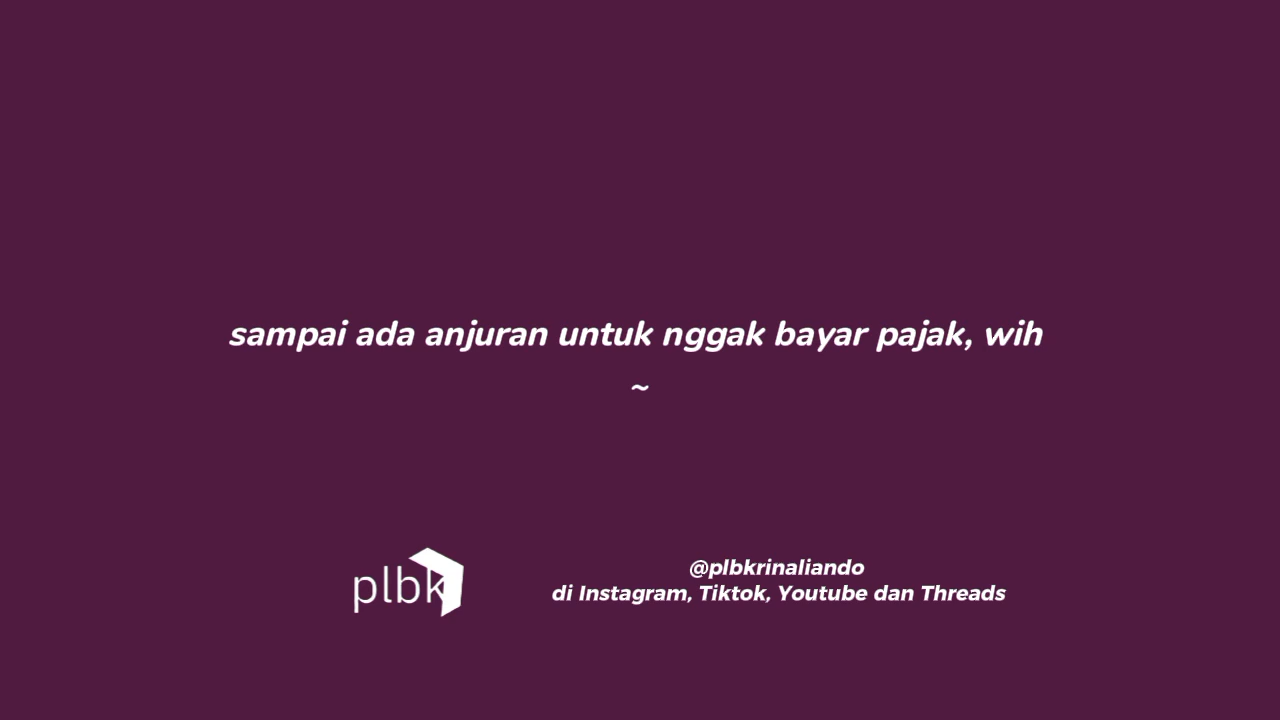 sampai ada anjuran untuk nggak bayar pajak, wih
~
plbk
@plbkrinaliando
di Instagram, Tiktok, Youtube dan Threads